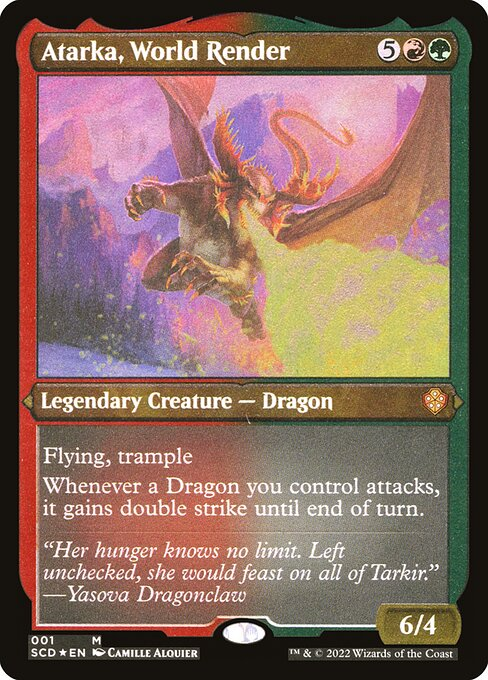 Atarka, World Render 5
Legendary Creature — Dragon
Flying, trample
Whenever a Dragon you control attacks,
it gains double strike until end of turn.
“Her hunger knows no limit. Left
unchecked, she would feast on all of Tarkir.”
—Yasova Dragonclaw
6/4
001 M
SCD ★ EN Camille Alquier
™ & © 2022 Wizards of the Coast